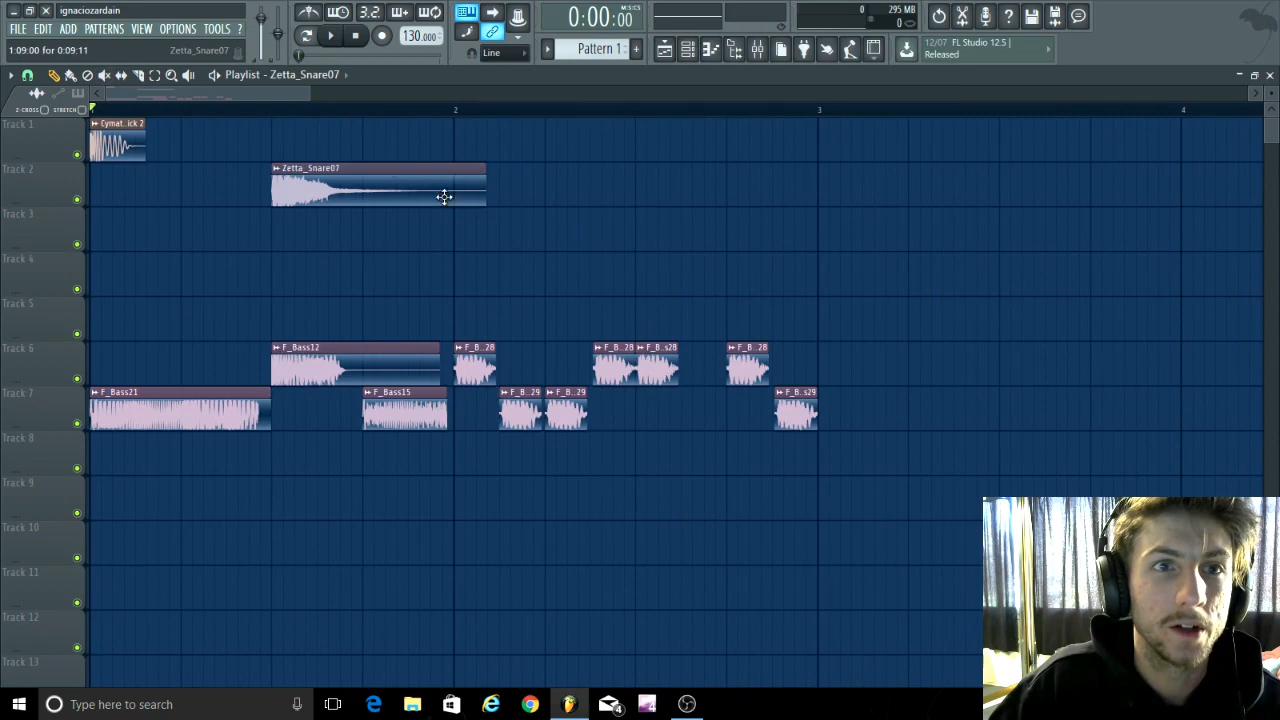 ignaciozardain
FILE EDIT ADD PATTERNS VIEW OPTIONS TOOLS ?
1:09:00 for 0:09:11 Zetta_Snare07
3.2.
130.000
Line
0:00:00
M:S:CS
Pattern 1
0 295 MB
0
12/07 FL Studio 12.5 |
Released
Playlist - Zetta_Snare07
Z-CROSS STRETCH
2 3 4
Track 1
Cymat..ick 2
Track 2
Zetta_Snare07
Track 3
Track 4
Track 5
Track 6
F_Bass12
F_B..28
F_B..28
F_B..s28
F_B..28
Track 7
F_Bass21
F_Bass15
F_B..29
F_B..29
F_B..s29
Track 8
Track 9
Track 10
Track 11
Track 12
Track 13
Type here to search
4